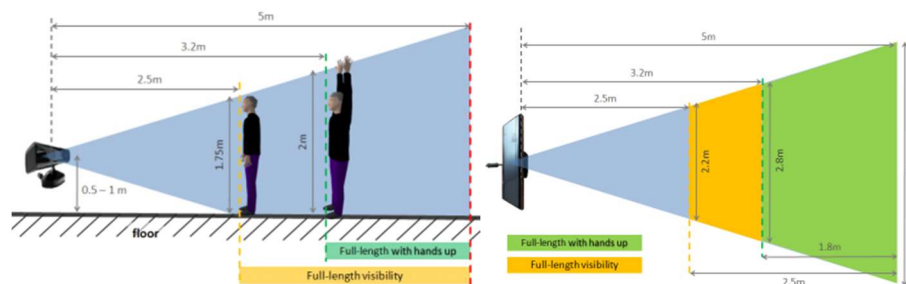 5m
3.2m
2.5m
1.75m
2m
0.5 – 1 m
floor
Full-length with hands up
Full-length visibility
5m
3.2m
2.5m
2.2m
2.8m
Full-length with hands up
Full-length visibility
1.8m
2.5m